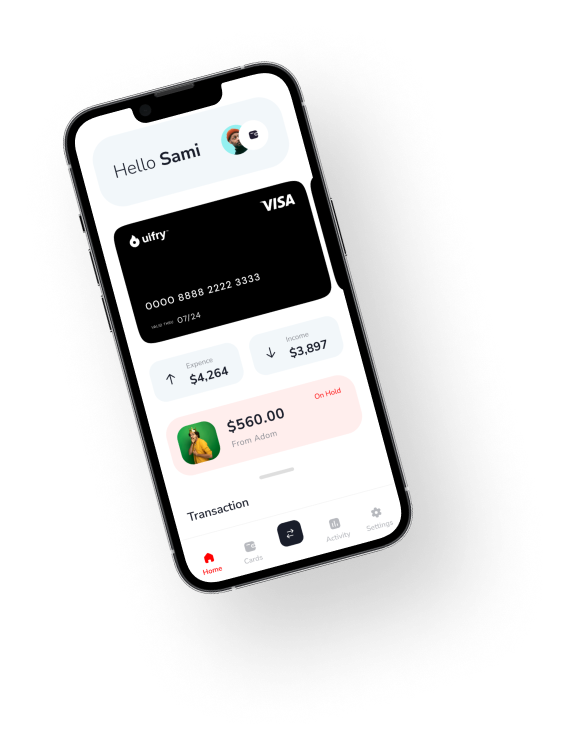 Hello Sami
VISA
uifry™
0000 8888 2222 3333
VALID THRU 07/24
Expence
$4,264
Income
$3,897
On Hold
$560.00
From Adom
Transaction
Home
Cards
Activity
Settings